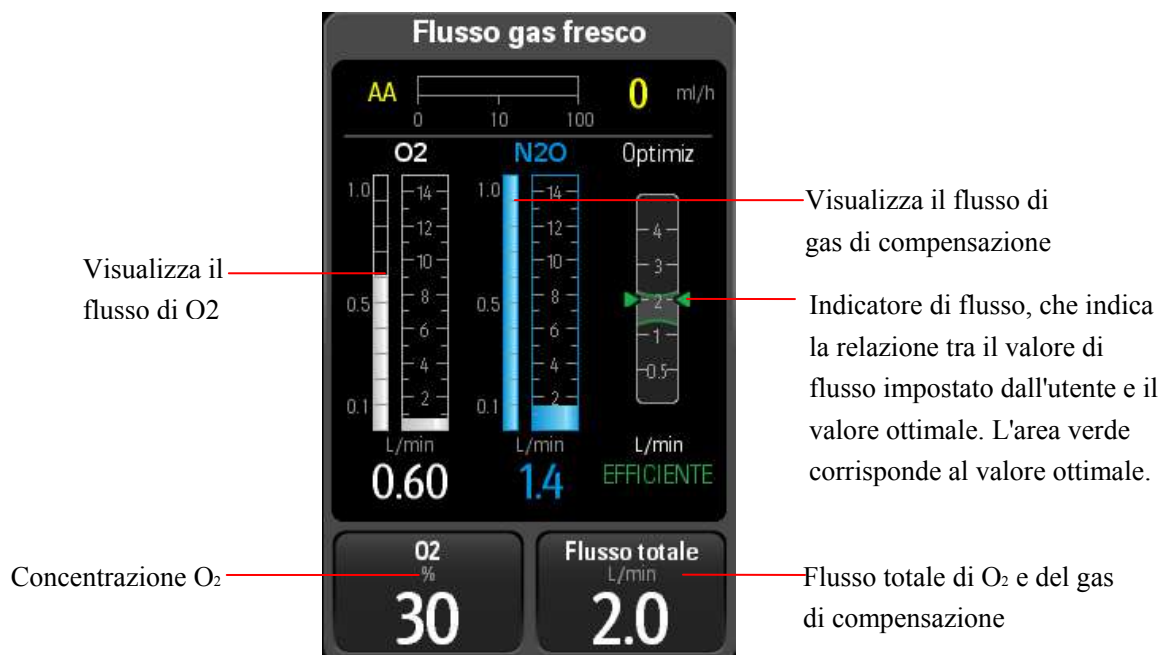 Flusso gas fresco
AA
0
10
100
0 ml/h
O2
N2O
Optimiz
1.0
0.5
0.1
14
12
10
8
6
4
2
1.0
0.5
0.1
14
12
10
8
6
4
2
4
3
2
1
0.5
L/min
L/min
L/min
0.60
1.4
EFFICIENTE
O2
%
30
Flusso totale
L/min
2.0
Visualizza il
flusso di O2
Concentrazione O₂
Visualizza il flusso di
gas di compensazione
Indicatore di flusso, che indica
la relazione tra il valore di
flusso impostato dall'utente e il
valore ottimale. L'area verde
corrisponde al valore ottimale.
Flusso totale di O₂ e del gas
di compensazione